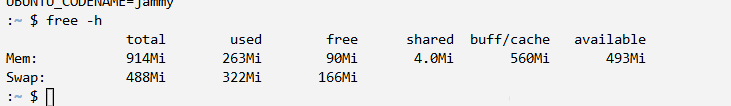 UBUNTU_CODENAME=jammy
:~ $ free -h
total used free shared buff/cache available
Mem: 914Mi 263Mi 90Mi 4.0Mi 560Mi 493Mi
Swap: 488Mi 322Mi 166Mi
:~ $